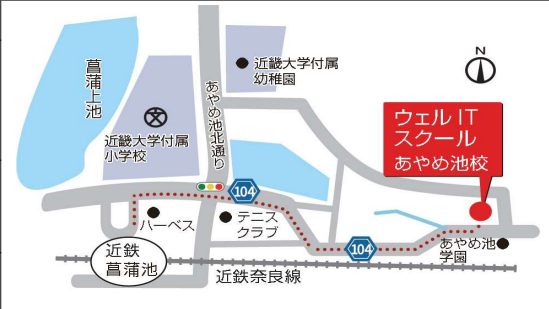 菖蒲上池
近畿大学付属
小学校
あやめ池北通り
近畿大学付属
幼稚園
N
ウェル IT
スクール
あやめ池校
104
ハーベス
テニス
クラブ
104
あやめ池
学園
近鉄
菖蒲池
近鉄奈良線